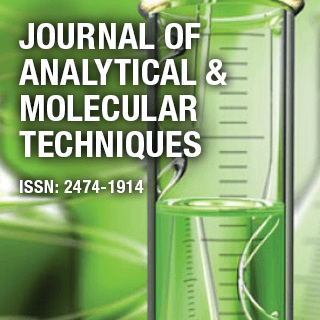 JOURNAL OF
ANALYTICAL &
MOLECULAR
TECHNIQUES
ISSN: 2474-1914